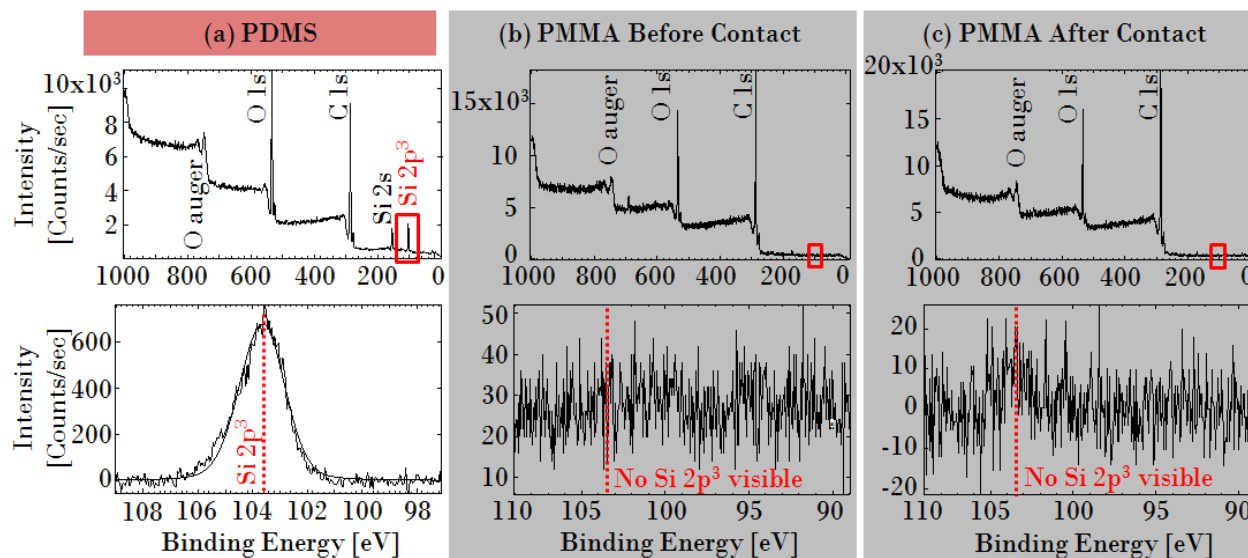 (a) PDMS
(b) PMMA Before Contact
(c) PMMA After Contact
Intensity
[Counts/sec]
10x10³
8
6
4
2
O auger
O 1s
C 1s
Si 2s
Si 2p³
1000 800 600 400 200 0
15x10³
10
5
0
O auger
O 1s
C 1s
1000 800 600 400 200 0
20x10³
15
10
5
0
O auger
O 1s
C 1s
1000 800 600 400 200 0
Intensity
[Counts/sec]
600
400
200
0
Si 2p³
108 106 104 102 100 98
Binding Energy [eV]
50
40
30
20
10
No Si 2p³ visible
110 105 100 95 90
Binding Energy [eV]
20
10
0
-10
-20
No Si 2p³ visible
110 105 100 95 90
Binding Energy [eV]